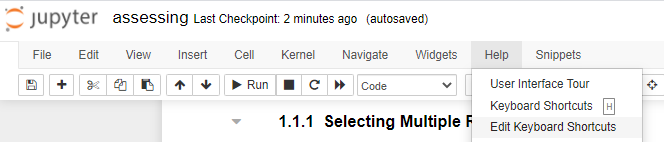 jupyter assessing Last Checkpoint: 2 minutes ago (autosaved)
File Edit View Insert Cell Kernel Navigate Widgets Help Snippets
Run Code
User Interface Tour
Keyboard Shortcuts H
Edit Keyboard Shortcuts
1.1.1 Selecting Multiple